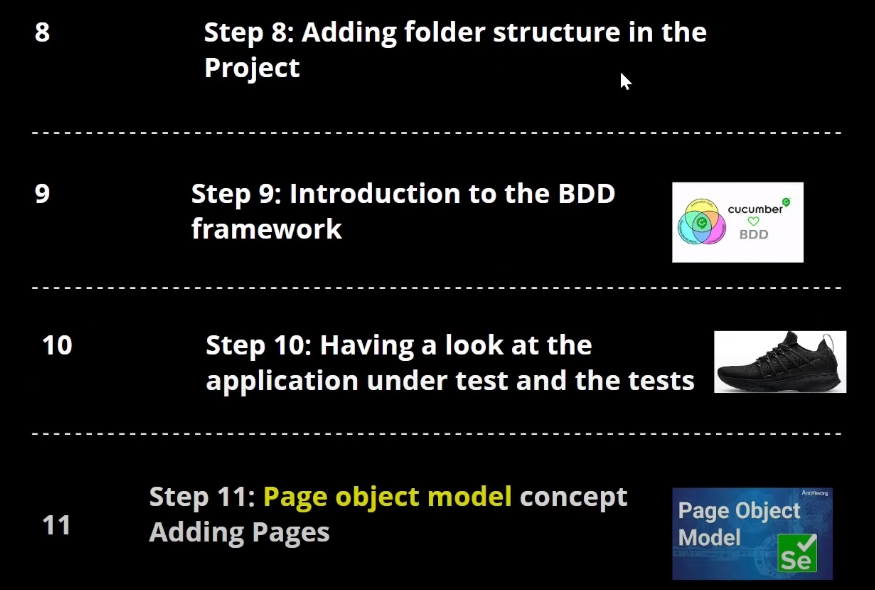 8
Step 8: Adding folder structure in the
Project
9
Step 9: Introduction to the BDD
framework
cucumber
BDD
10
Step 10: Having a look at the
application under test and the tests
11
Step 11: Page object model concept
Adding Pages
Page Object
Model
Se